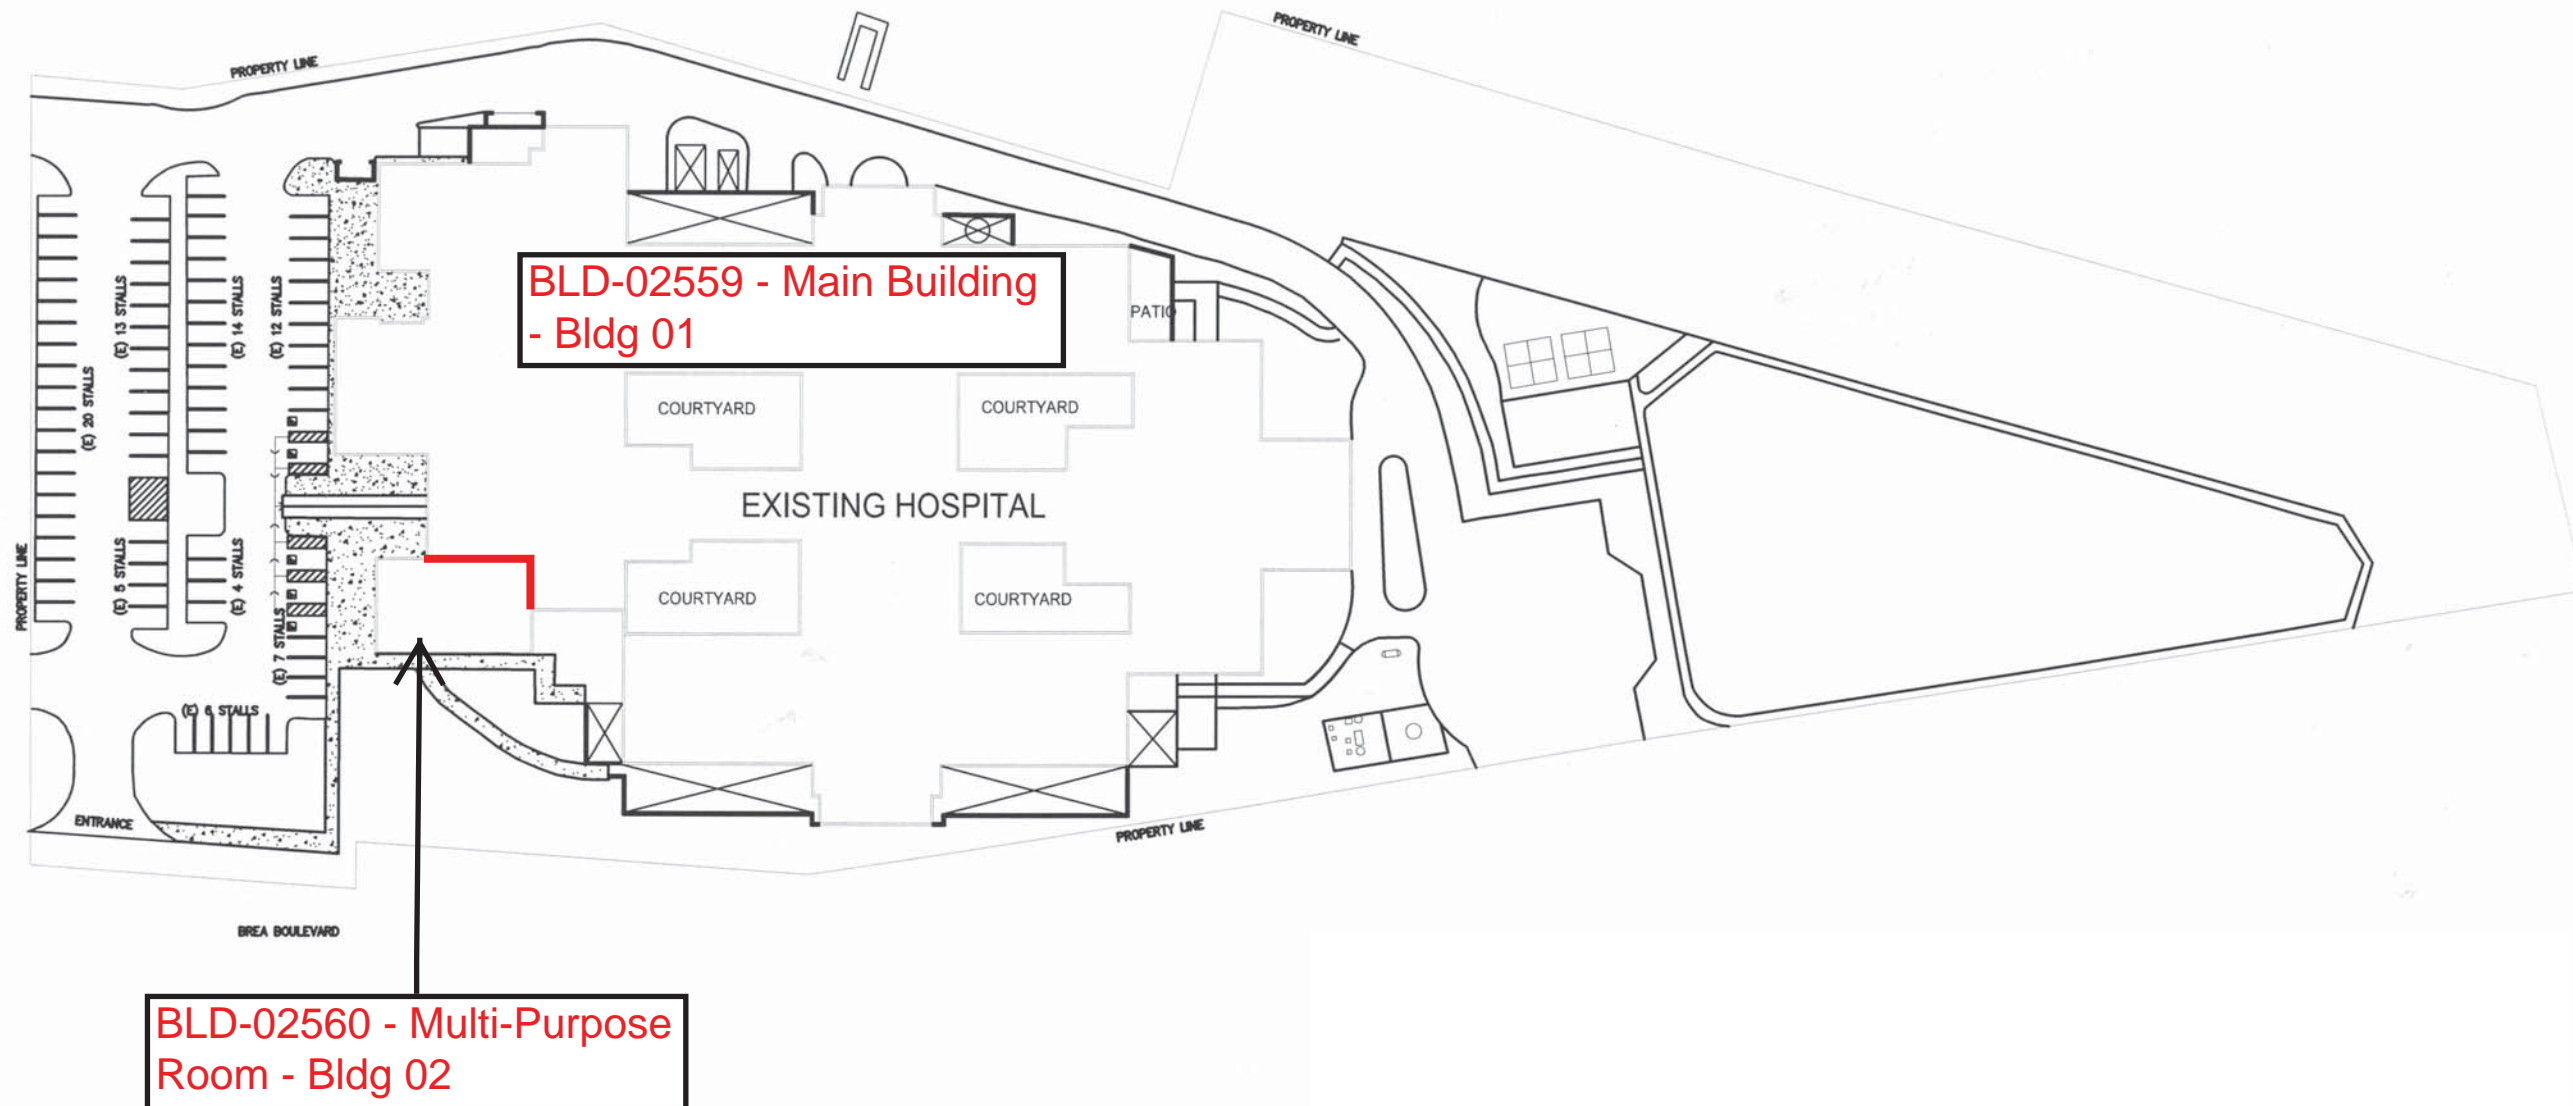 PROPERTY LINE
PROPERTY LINE
BLD-02559 - Main Building
- Bldg 01
PATIO
(E) 13 STALLS
(E) 14 STALLS
(E) 12 STALLS
(E) 20 STALLS
COURTYARD
COURTYARD
EXISTING HOSPITAL
PROPERTY LINE
(E) 5 STALLS
(E) 4 STALLS
(E) 7 STALLS
COURTYARD
COURTYARD
(E) 6 STALLS
ENTRANCE
PROPERTY LINE
BREA BOULEVARD
BLD-02560 - Multi-Purpose
Room - Bldg 02